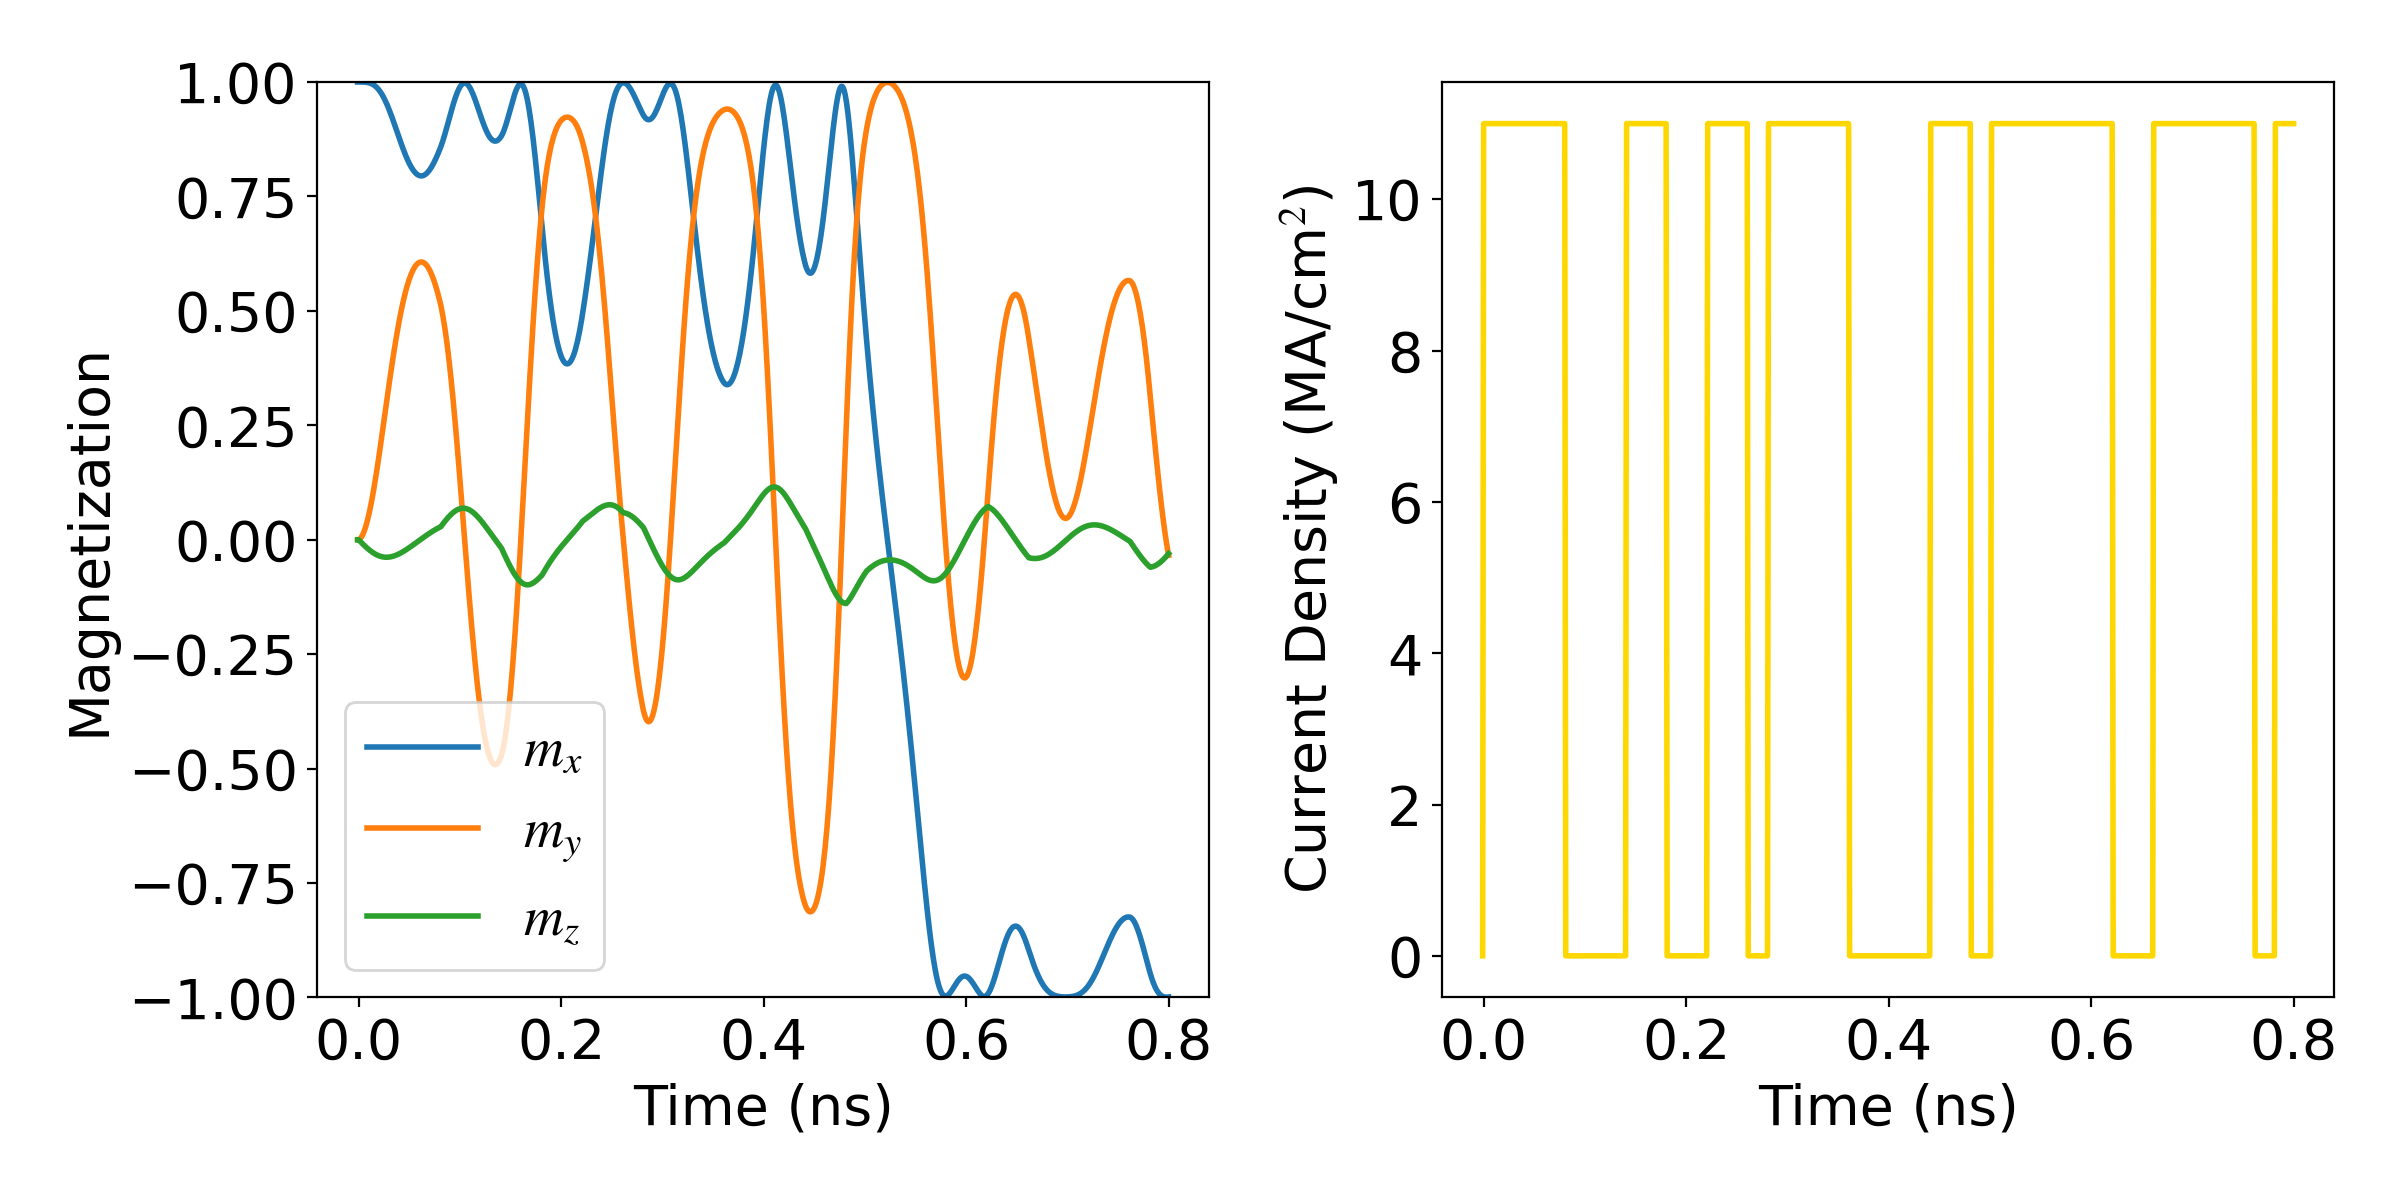 Magnetization
1.00
0.75
0.50
0.25
0.00
−0.25
−0.50
−0.75
−1.00
m_x
m_y
m_z
0.0 0.2 0.4 0.6 0.8
Time (ns)
Current Density (MA/cm²)
10
8
6
4
2
0
0.0 0.2 0.4 0.6 0.8
Time (ns)